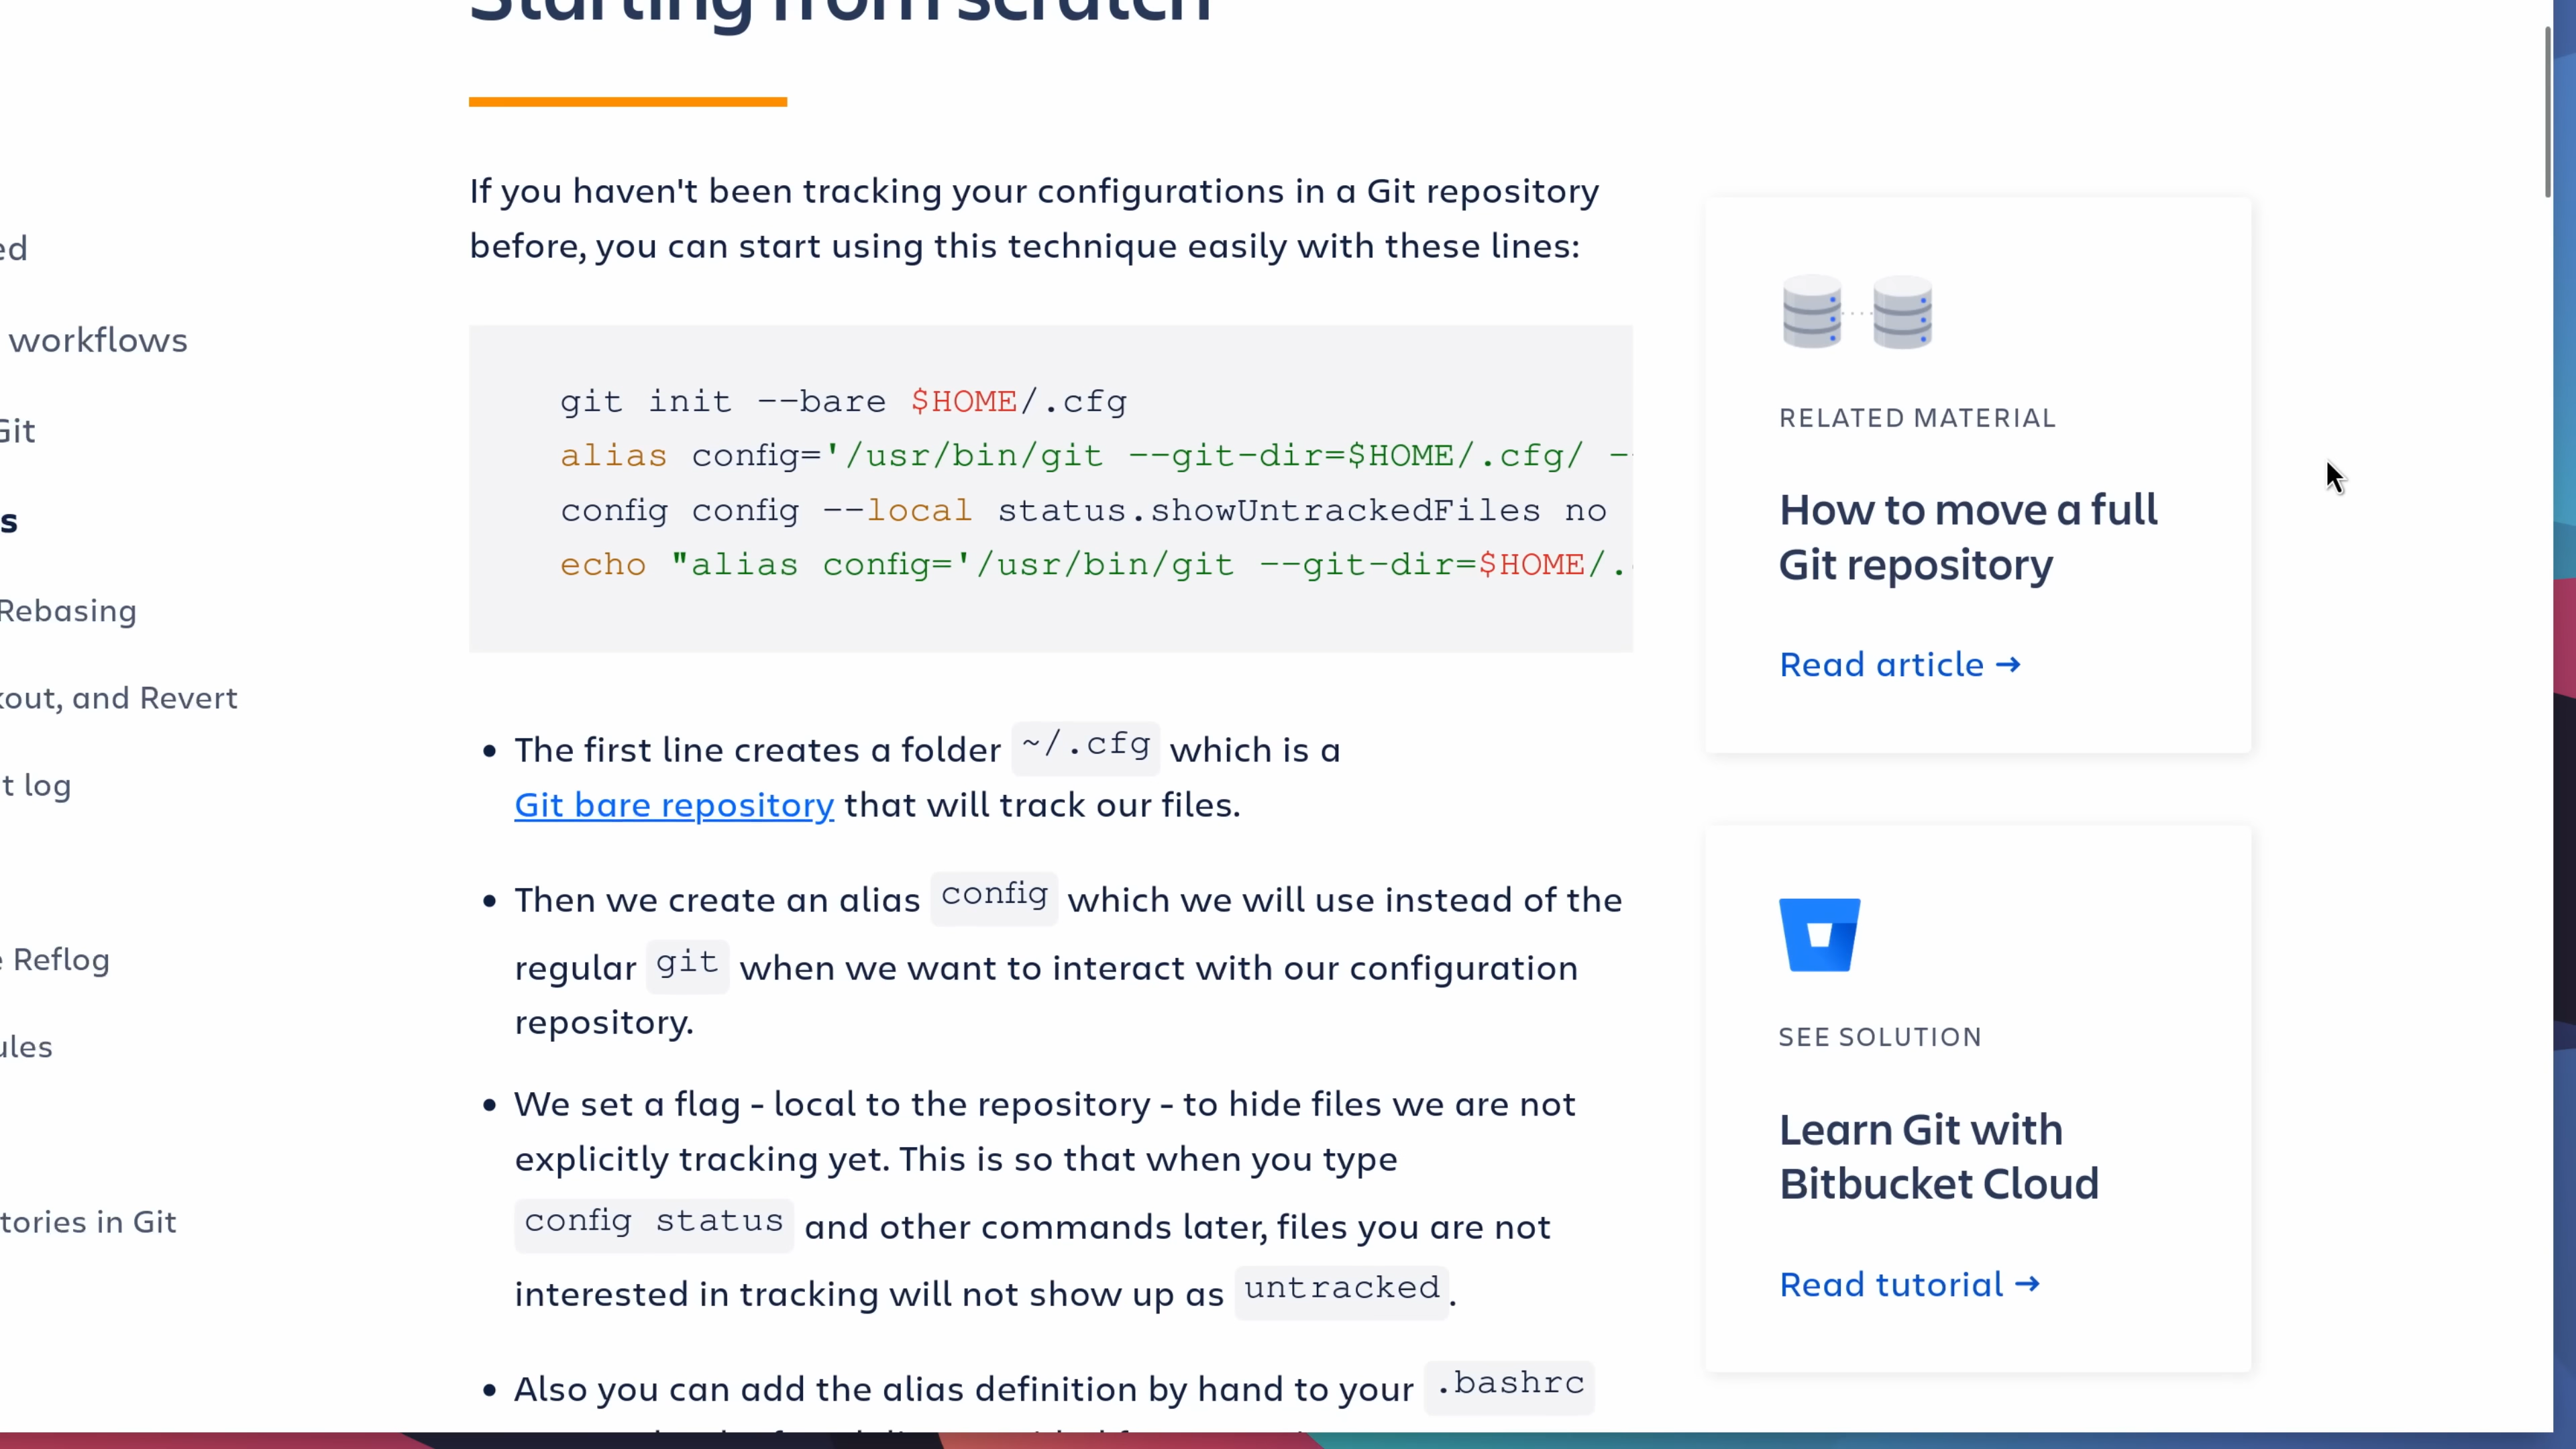 Starting from scratch
If you haven't been tracking your configurations in a Git repository
before, you can start using this technique easily with these lines:
git init --bare $HOME/.cfg
alias config='/usr/bin/git --git-dir=$HOME/.cfg/ -
config config --local status.showUntrackedFiles no
echo "alias config='/usr/bin/git --git-dir=$HOME/.
The first line creates a folder ~/.cfg which is a
Git bare repository that will track our files.
Then we create an alias config which we will use instead of the
regular git when we want to interact with our configuration
repository.
We set a flag - local to the repository - to hide files we are not
explicitly tracking yet. This is so that when you type
config status and other commands later, files you are not
interested in tracking will not show up as untracked.
Also you can add the alias definition by hand to your .bashrc
ed
workflows
Git
s
Rebasing
kout, and Revert
t log
e Reflog
ules
tories in Git
RELATED MATERIAL
How to move a full
Git repository
Read article →
SEE SOLUTION
Learn Git with
Bitbucket Cloud
Read tutorial →